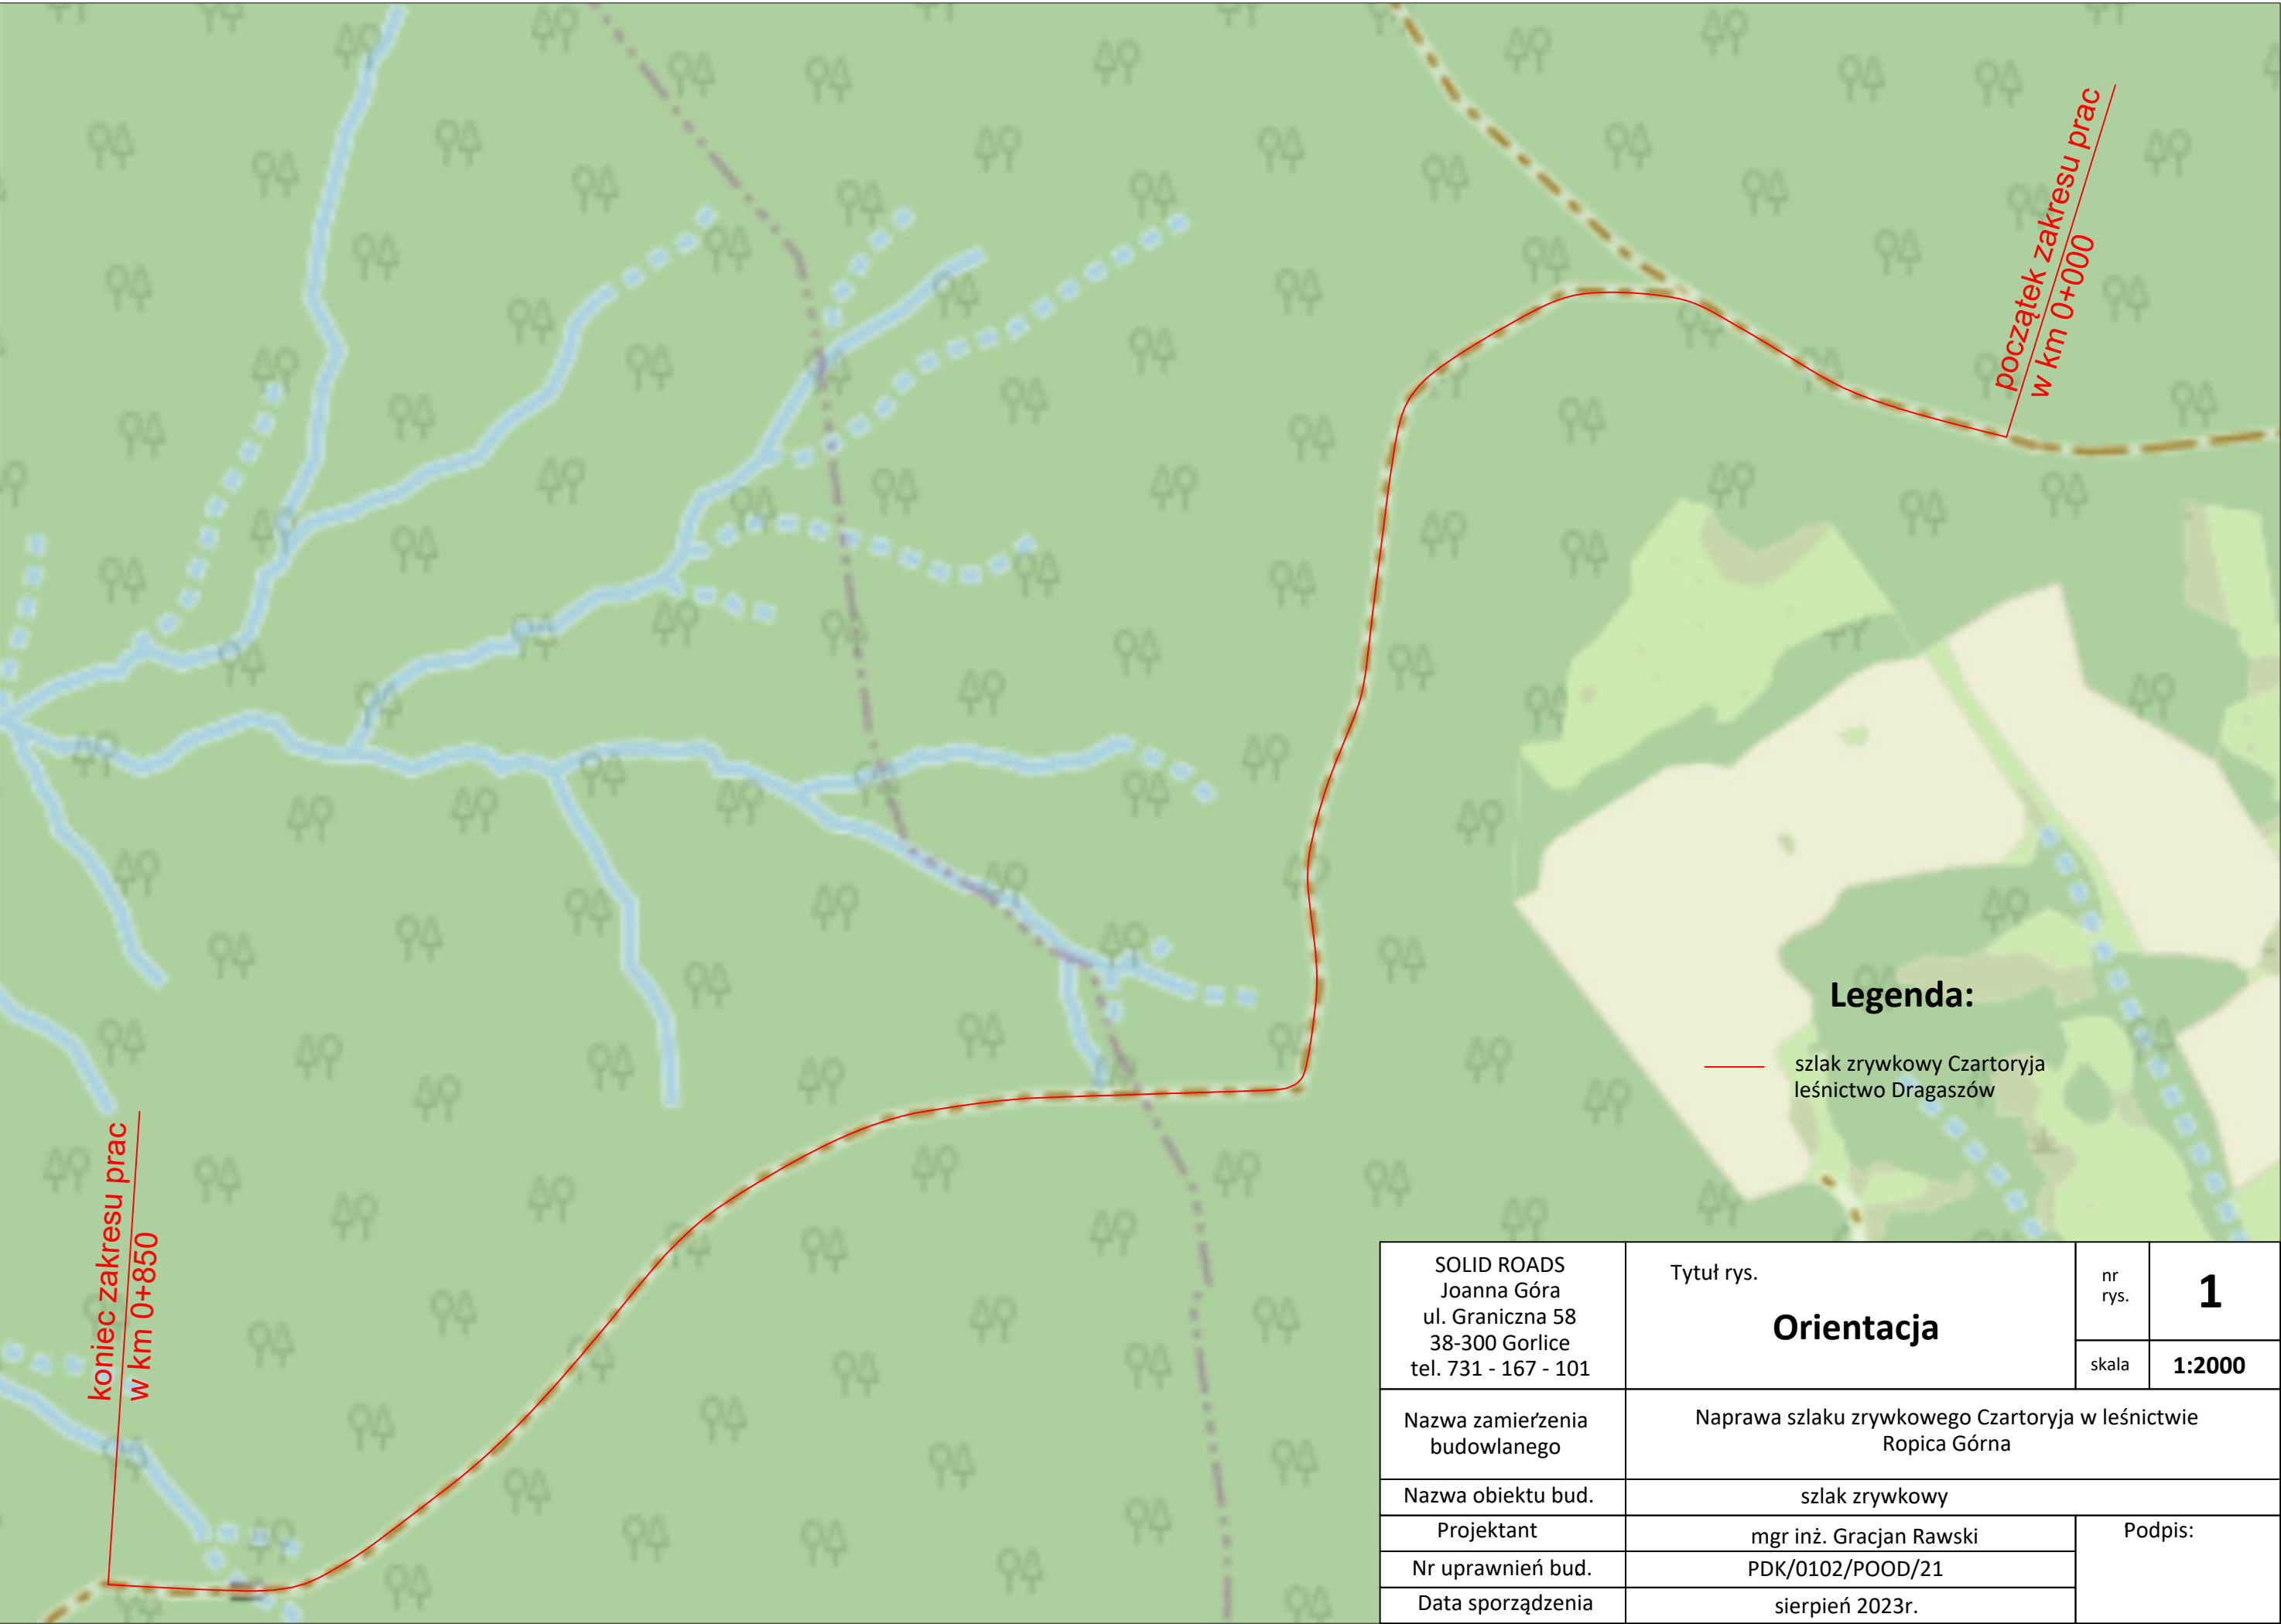 początek zakresu prac
w km 0+000
koniec zakresu prac
w km 0+850
Legenda:
szlak zrywkowy Czartoryja
leśnictwo Dragaszów
SOLID ROADS
Joanna Góra
ul. Graniczna 58
38-300 Gorlice
tel. 731 - 167 - 101
Tytuł rys.
Orientacja
nr
rys.
1
skala
1:2000
Nazwa zamierzenia
budowlanego
Naprawa szlaku zrywkowego Czartoryja w leśnictwie
Ropica Górna
Nazwa obiektu bud.
szlak zrywkowy
Projektant
mgr inż. Gracjan Rawski
Podpis:
Nr uprawnień bud.
PDK/0102/POOD/21
Data sporządzenia
sierpień 2023r.